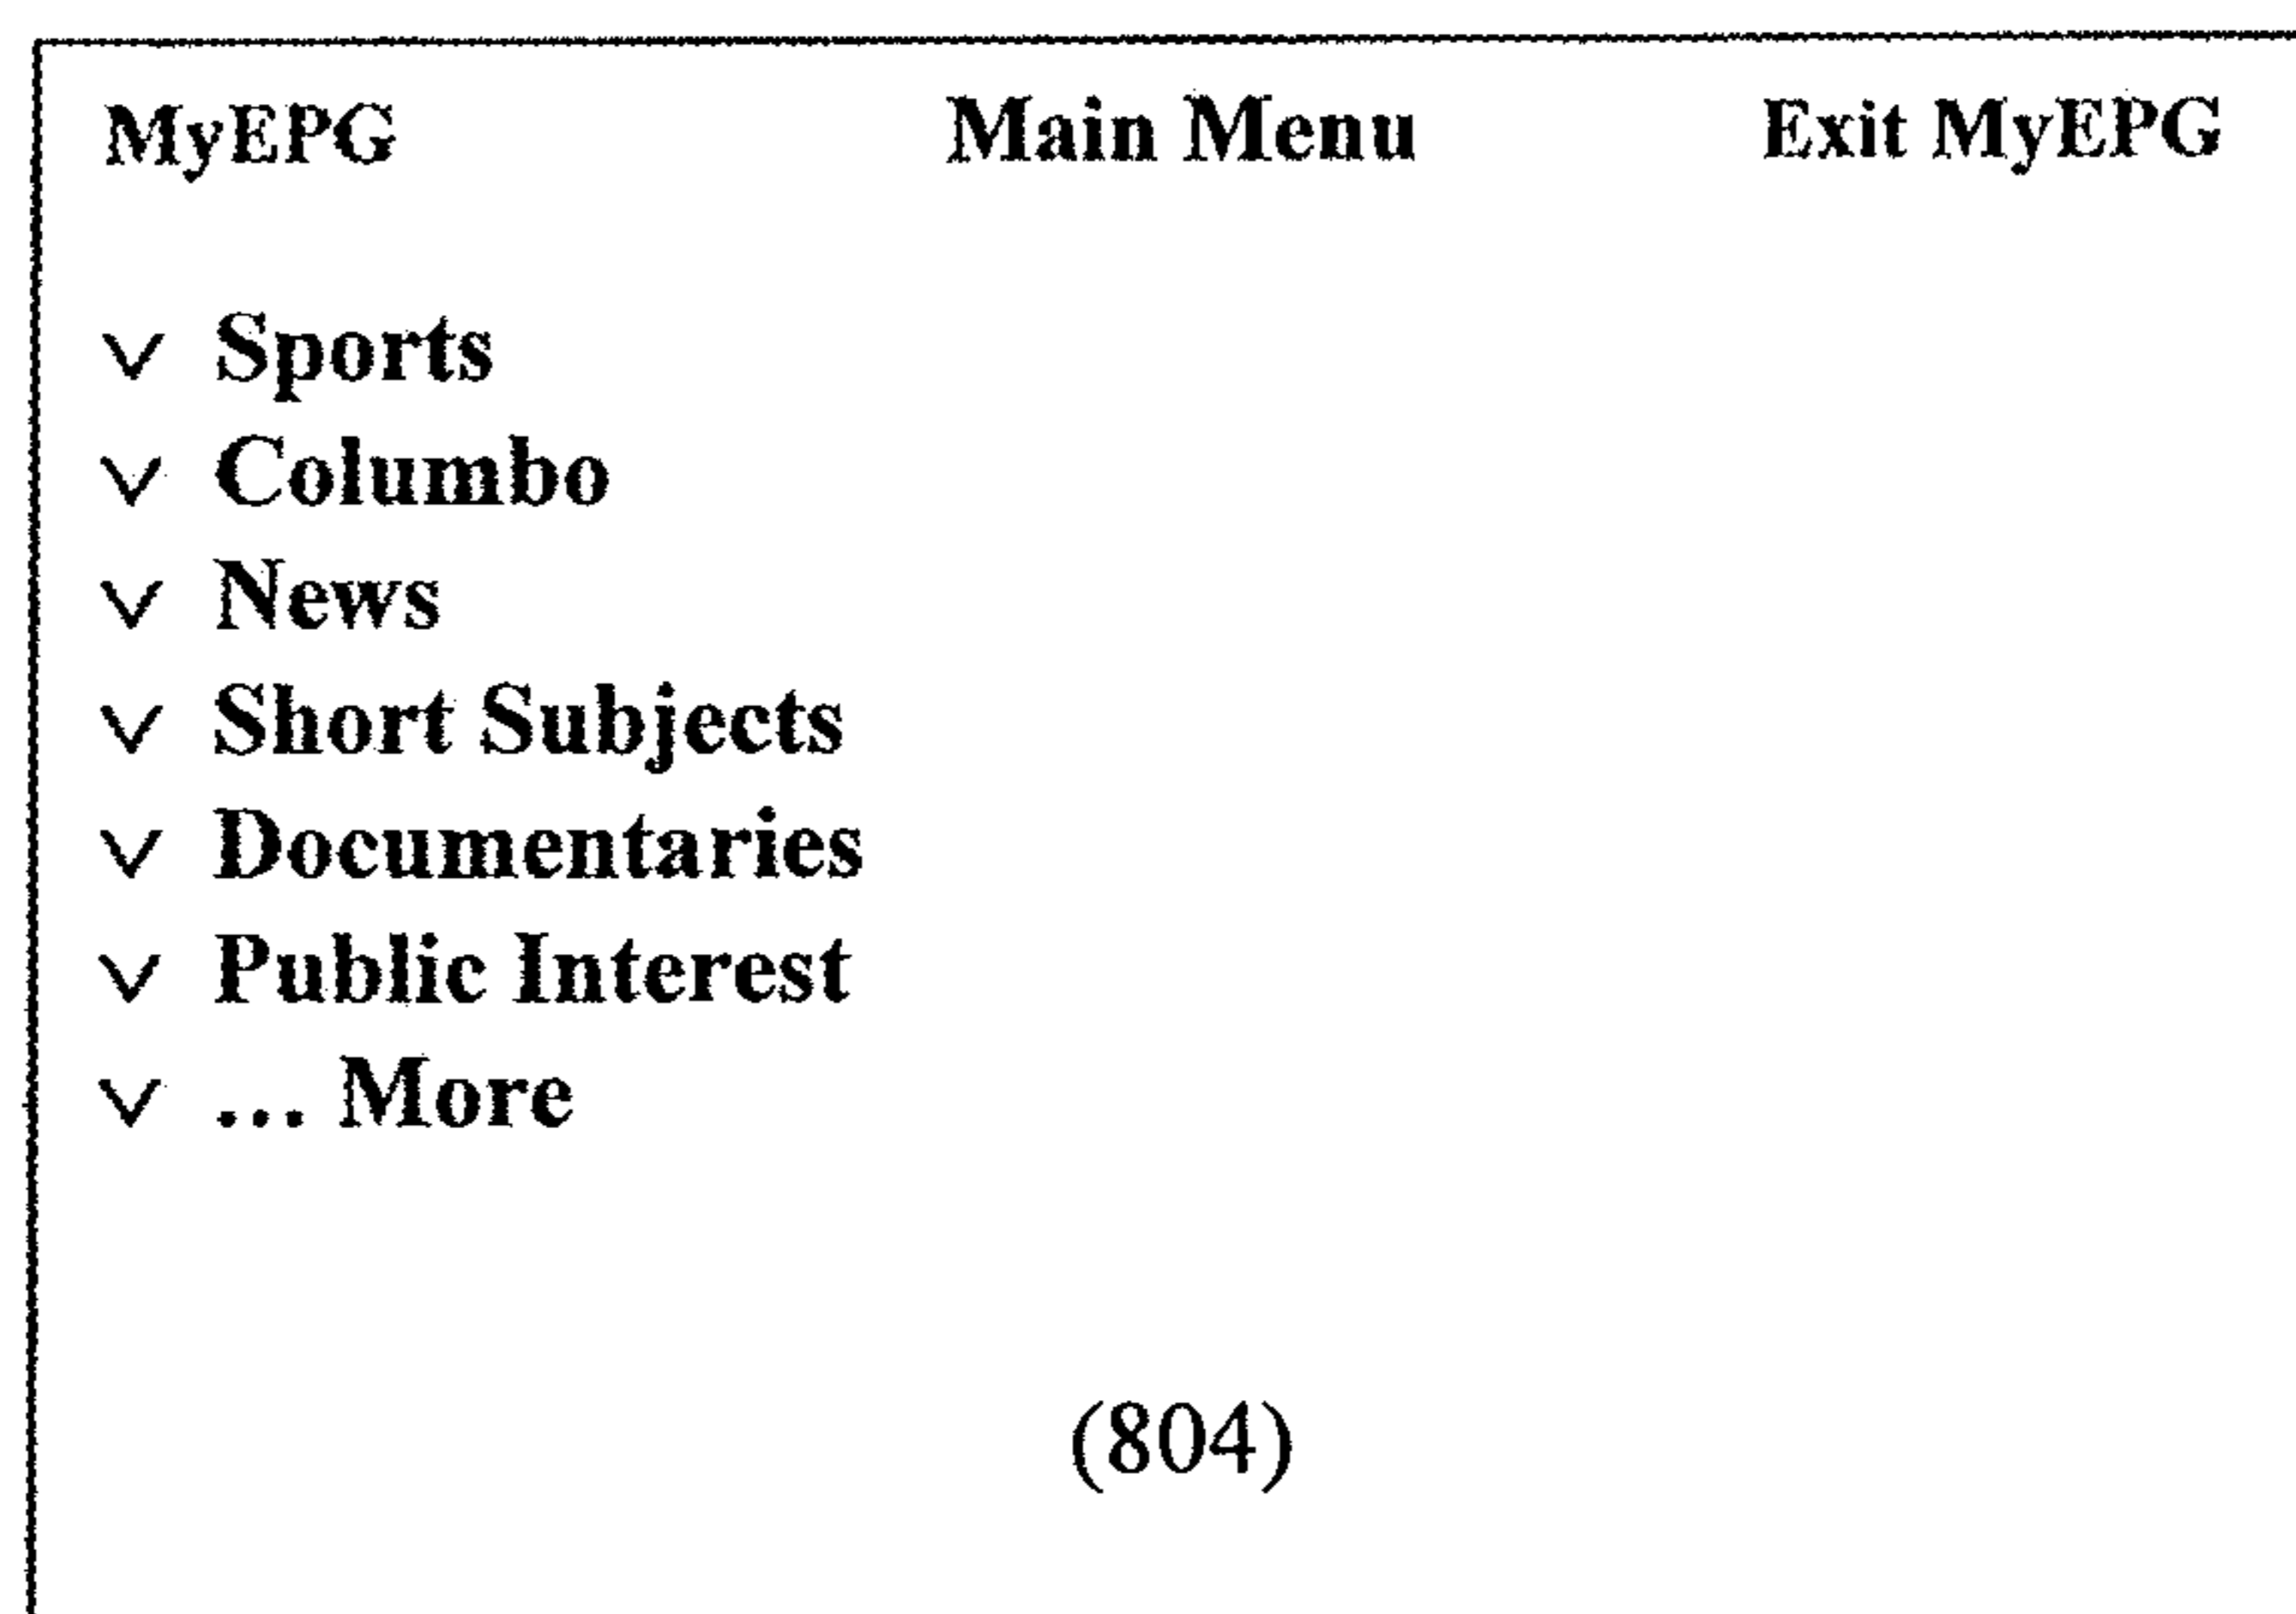 MyEPG Main Menu Exit MyEPG
∨ Sports
∨ Columbo
∨ News
∨ Short Subjects
∨ Documentaries
∨ Public Interest
∨ ... More
(804)